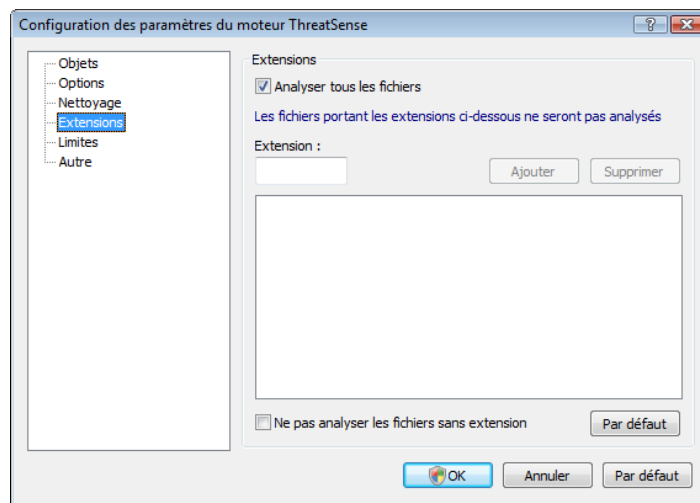 Configuration des paramètres du moteur ThreatSense
Objets
Options
Nettoyage
Extensions
Limites
Autre
Extensions
Analyser tous les fichiers
Les fichiers portant les extensions ci-dessous ne seront pas analysés
Extension :
Ajouter
Supprimer
Ne pas analyser les fichiers sans extension
Par défaut
OK
Annuler
Par défaut